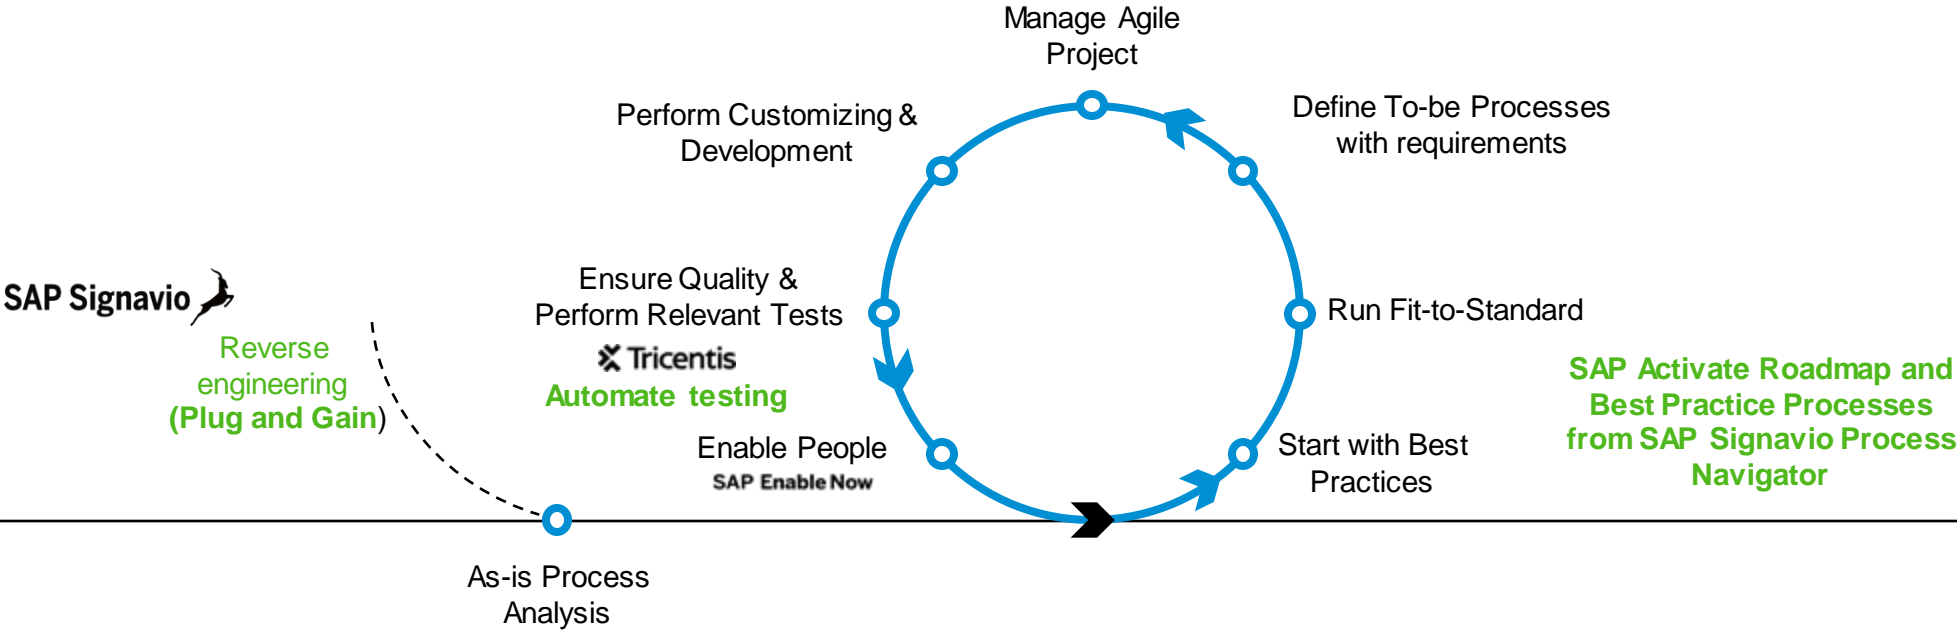 Manage Agile
Project
Perform Customizing &
Development
Define To-be Processes
with requirements
SAP Signavio
Reverse
engineering
(Plug and Gain)
Ensure Quality &
Perform Relevant Tests
Tricentis
Automate testing
Run Fit-to-Standard
SAP Activate Roadmap and
Best Practice Processes
from SAP Signavio Process
Navigator
Enable People
SAP Enable Now
Start with Best
Practices
As-is Process
Analysis